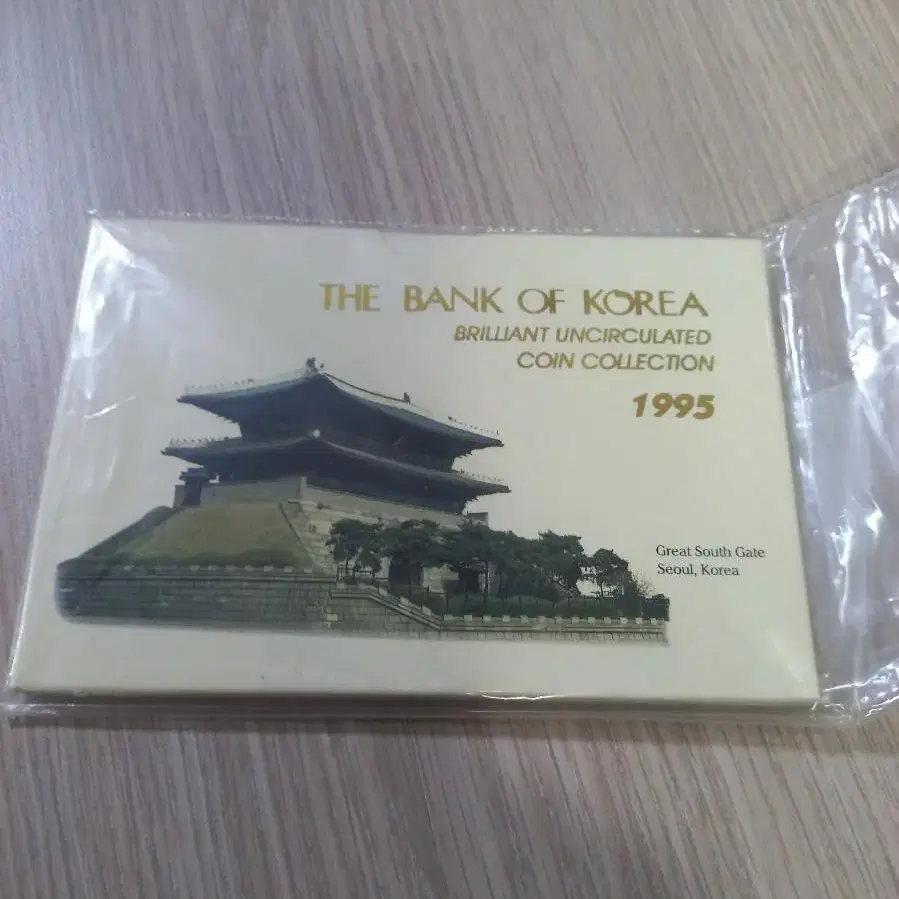 THE BANK OF KOREA
BRILLIANT UNCIRCULATED
COIN COLLECTION
1995
Great South Gate
Seoul, Korea